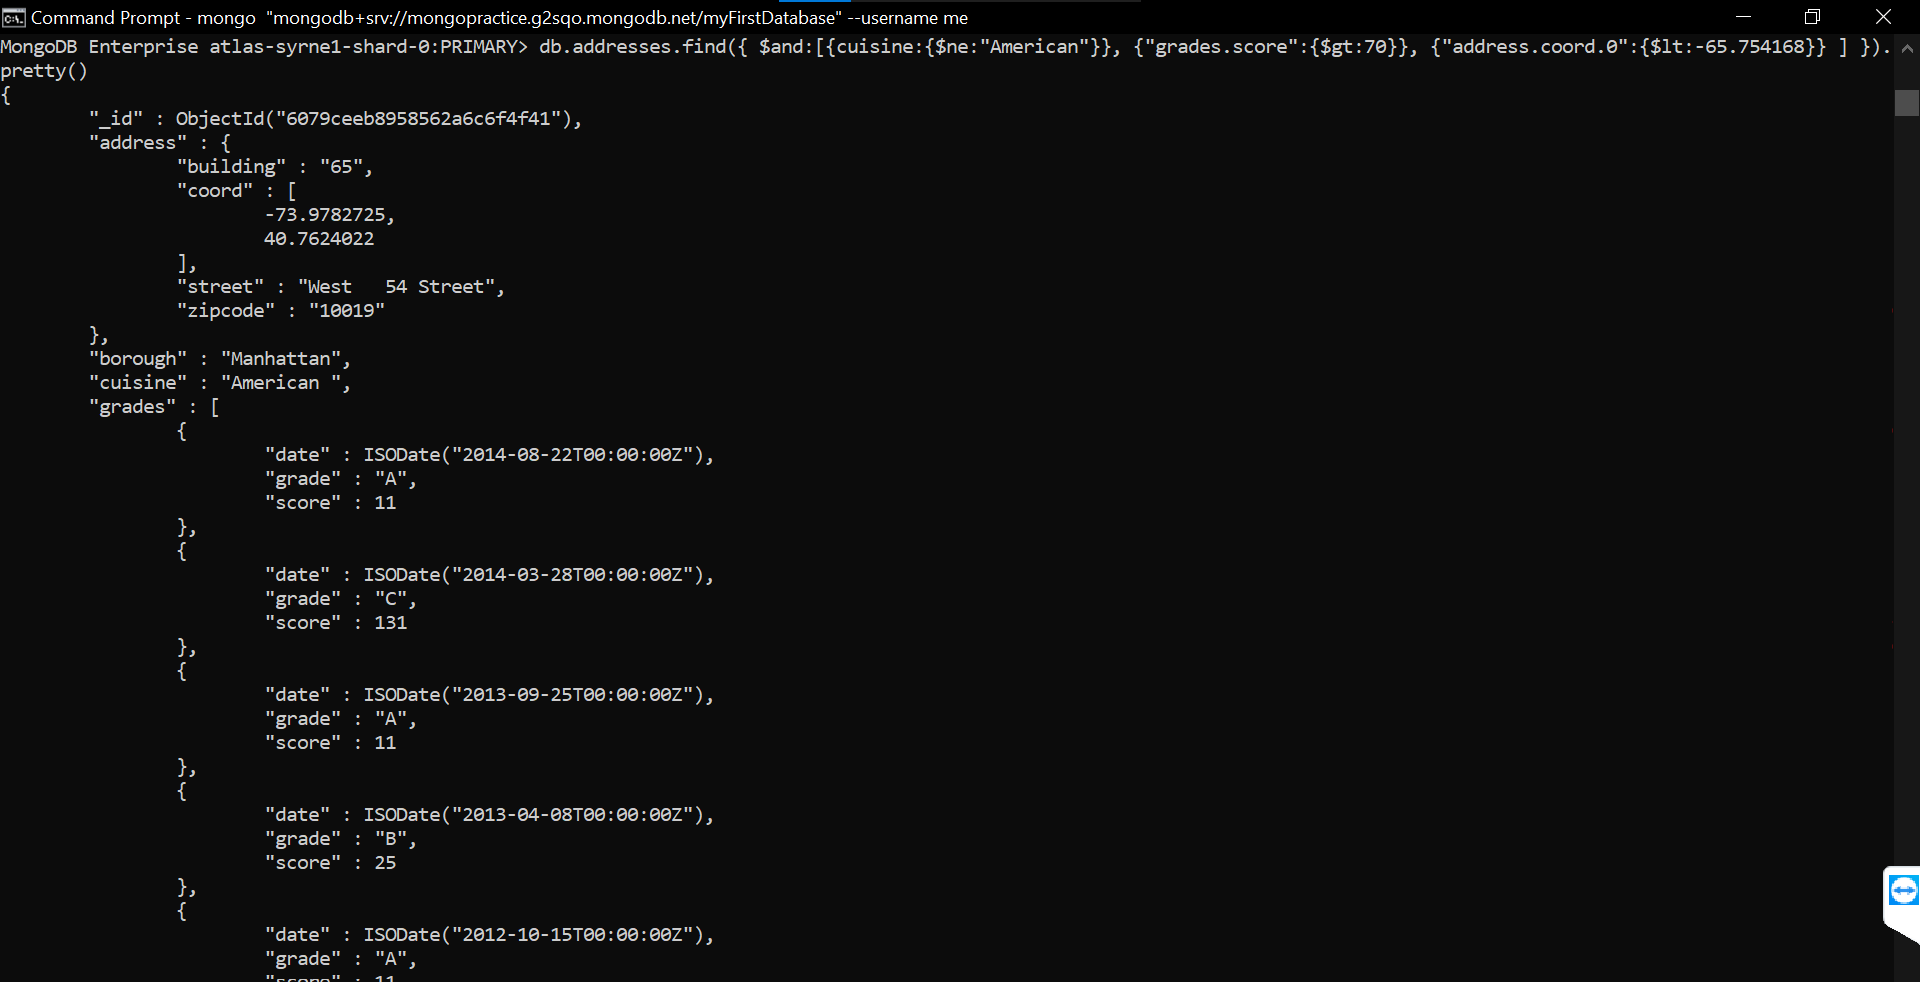 Command Prompt - mongo "mongodb+srv://mongopractice.g2sqo.mongodb.net/myFirstDatabase" --username me
MongoDB Enterprise atlas-syrne1-shard-0:PRIMARY> db.addresses.find({ $and:[{cuisine:{$ne:"American"}}, {"grades.score":{$gt:70}}, {"address.coord.0":{$lt:-65.754168}} ] }).
pretty()
{
"_id" : ObjectId("6079ceeb8958562a6c6f4f41"),
"address" : {
"building" : "65",
"coord" : [
-73.9782725,
40.7624022
],
"street" : "West   54 Street",
"zipcode" : "10019"
},
"borough" : "Manhattan",
"cuisine" : "American ",
"grades" : [
{
"date" : ISODate("2014-08-22T00:00:00Z"),
"grade" : "A",
"score" : 11
},
{
"date" : ISODate("2014-03-28T00:00:00Z"),
"grade" : "C",
"score" : 131
},
{
"date" : ISODate("2013-09-25T00:00:00Z"),
"grade" : "A",
"score" : 11
},
{
"date" : ISODate("2013-04-08T00:00:00Z"),
"grade" : "B",
"score" : 25
},
{
"date" : ISODate("2012-10-15T00:00:00Z"),
"grade" : "A",
"score" : 11